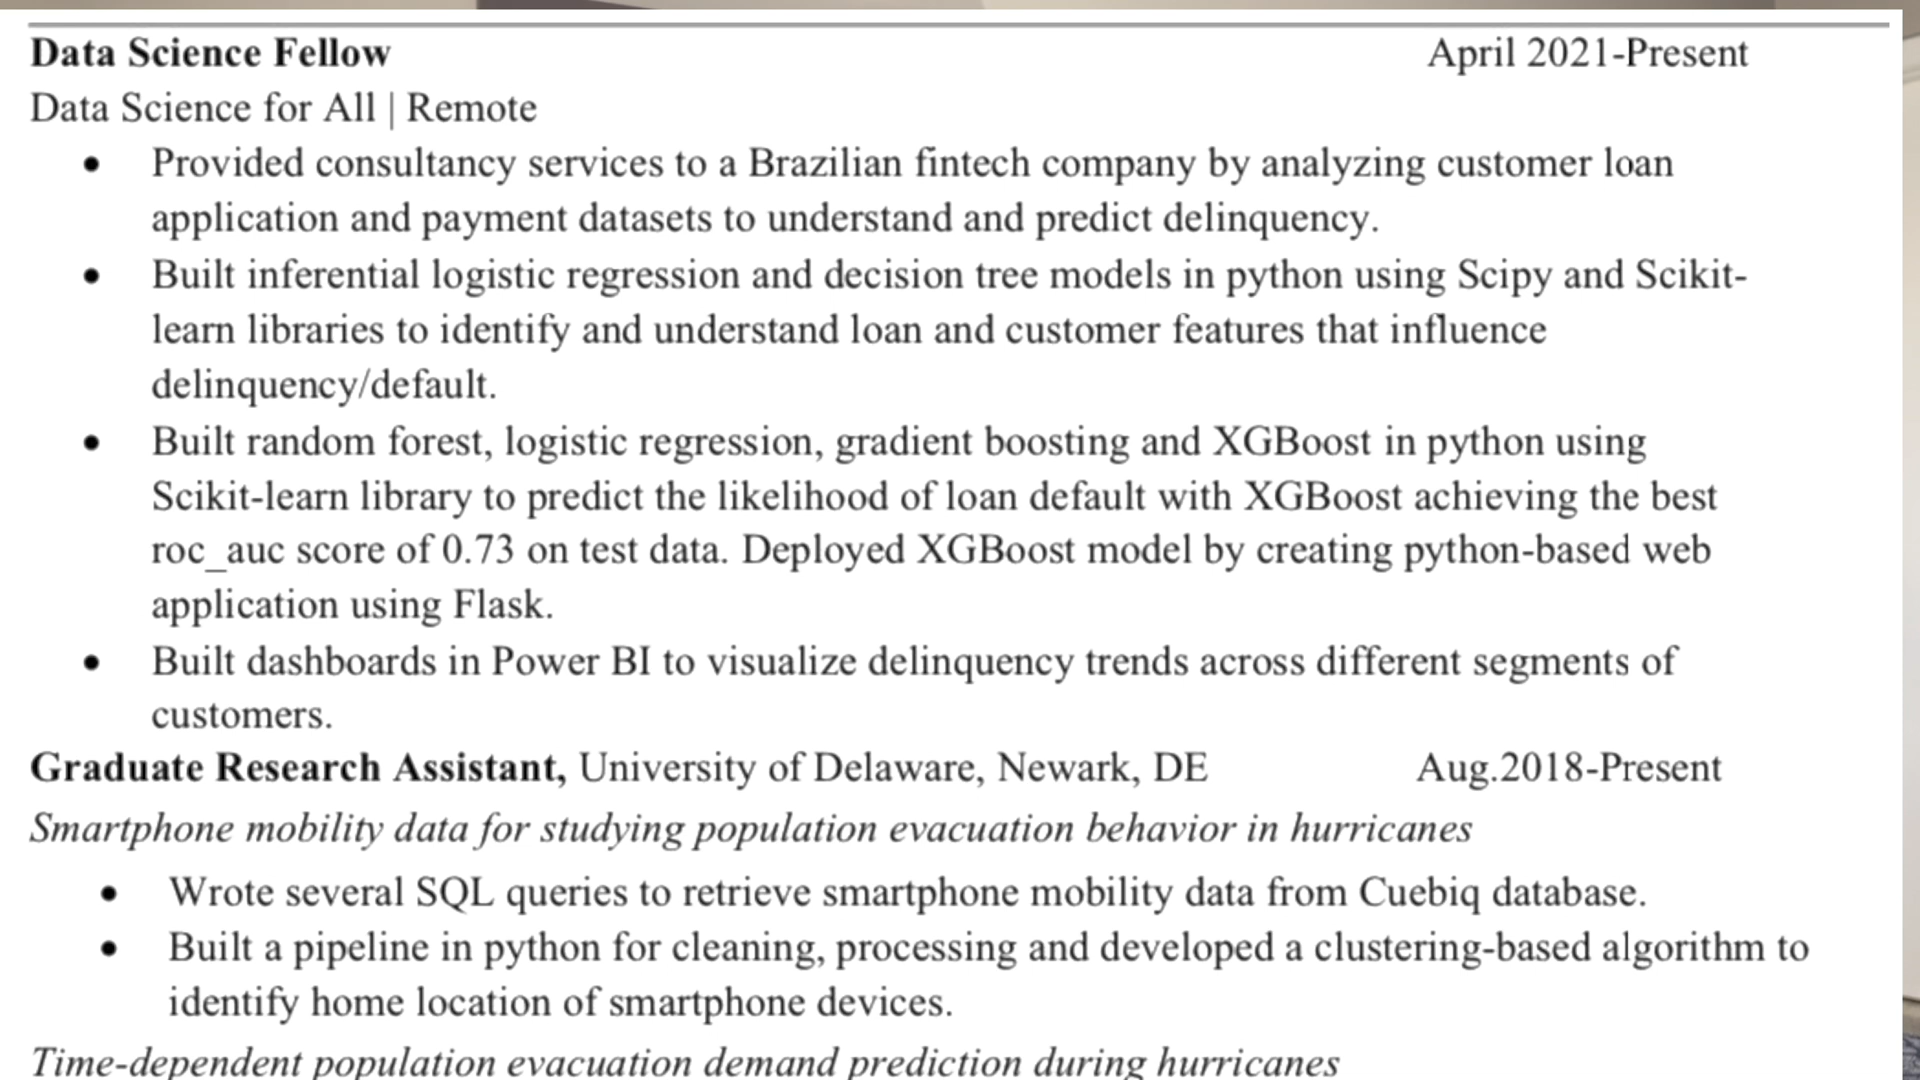 Data Science Fellow April 2021-Present
Data Science for All | Remote
• Provided consultancy services to a Brazilian fintech company by analyzing customer loan
application and payment datasets to understand and predict delinquency.
• Built inferential logistic regression and decision tree models in python using Scipy and Scikit-
learn libraries to identify and understand loan and customer features that influence
delinquency/default.
• Built random forest, logistic regression, gradient boosting and XGBoost in python using
Scikit-learn library to predict the likelihood of loan default with XGBoost achieving the best
roc_auc score of 0.73 on test data. Deployed XGBoost model by creating python-based web
application using Flask.
• Built dashboards in Power BI to visualize delinquency trends across different segments of
customers.
Graduate Research Assistant, University of Delaware, Newark, DE Aug.2018-Present
Smartphone mobility data for studying population evacuation behavior in hurricanes
• Wrote several SQL queries to retrieve smartphone mobility data from Cuebiq database.
• Built a pipeline in python for cleaning, processing and developed a clustering-based algorithm to
identify home location of smartphone devices.
Time-dependent population evacuation demand prediction during hurricanes